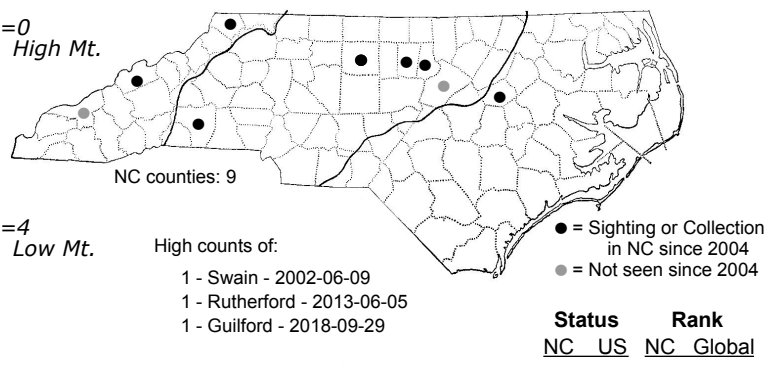 =0
High Mt.
NC counties: 9
=4
Low Mt.
High counts of:
1 - Swain - 2002-06-09
1 - Rutherford - 2013-06-05
1 - Guilford - 2018-09-29
● = Sighting or Collection
in NC since 2004
● = Not seen since 2004
Status Rank
NC US NC Global